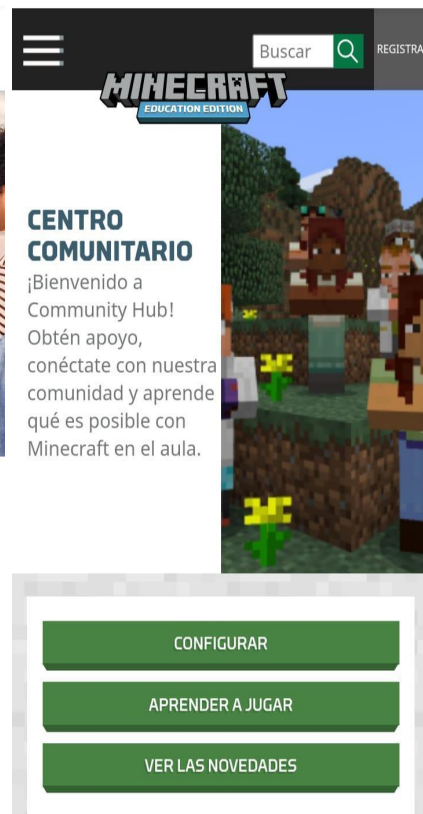 Buscar
REGISTRA
MINECRAFT
EDUCATION EDITION
CENTRO
COMUNITARIO
¡Bienvenido a
Community Hub!
Obtén apoyo,
conéctate con nuestra
comunidad y aprende
qué es posible con
Minecraft en el aula.
CONFIGURAR
APRENDER A JUGAR
VER LAS NOVEDADES